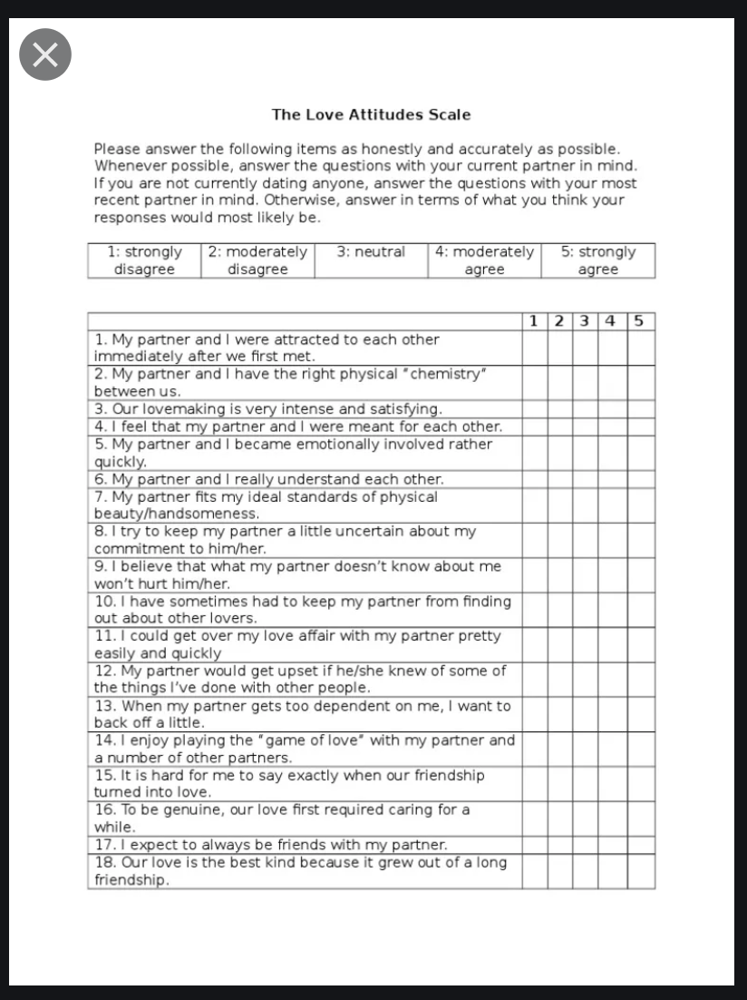 The Love Attitudes Scale
Please answer the following items as honestly and accurately as possible.
Whenever possible, answer the questions with your current partner in mind.
If you are not currently dating anyone, answer the questions with your most
recent partner in mind. Otherwise, answer in terms of what you think your
responses would most likely be.
1: strongly disagree 2: moderately disagree 3: neutral 4: moderately agree 5: strongly agree
1 2 3 4 5
1. My partner and I were attracted to each other
immediately after we first met.
2. My partner and I have the right physical "chemistry"
between us.
3. Our lovemaking is very intense and satisfying.
4. I feel that my partner and I were meant for each other.
5. My partner and I became emotionally involved rather
quickly.
6. My partner and I really understand each other.
7. My partner fits my ideal standards of physical
beauty/handsomeness.
8. I try to keep my partner a little uncertain about my
commitment to him/her.
9. I believe that what my partner doesn’t know about me
won’t hurt him/her.
10. I have sometimes had to keep my partner from finding
out about other lovers.
11. I could get over my love affair with my partner pretty
easily and quickly
12. My partner would get upset if he/she knew of some of
the things I’ve done with other people.
13. When my partner gets too dependent on me, I want to
back off a little.
14. I enjoy playing the "game of love" with my partner and
a number of other partners.
15. It is hard for me to say exactly when our friendship
turned into love.
16. To be genuine, our love first required caring for a
while.
17. I expect to always be friends with my partner.
18. Our love is the best kind because it grew out of a long
friendship.